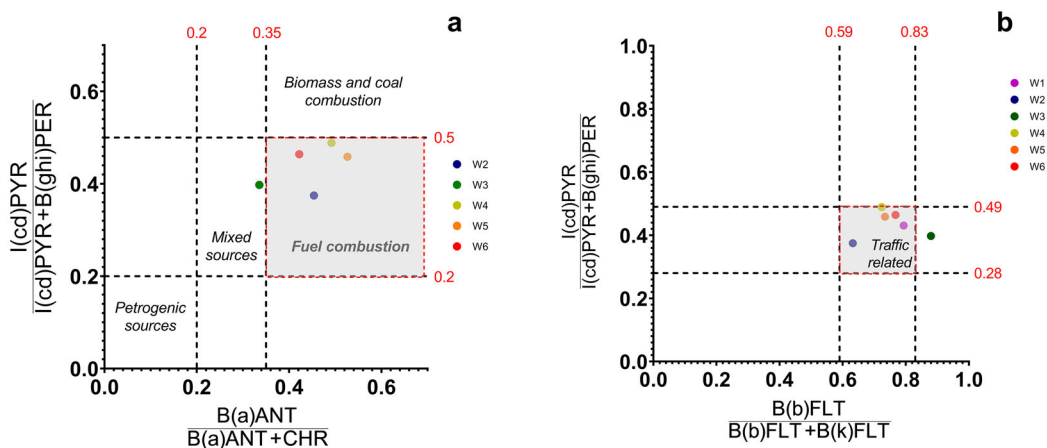 a
0.2
0.35
0.6
0.4
0.2
0.0
I(cd)PYR
I(cd)PYR+B(ghi)PER
Biomass and coal
combustion
0.5
Mixed
sources
Fuel combustion
0.2
Petrogenic
sources
W2
W3
W4
W5
W6
0.0
0.2
0.4
0.6
B(a)ANT
B(a)ANT+CHR
b
0.59
0.83
1.0
0.8
0.6
0.4
0.2
0.0
I(cd)PYR
I(cd)PYR+B(ghi)PER
0.49
Traffic
related
0.28
W1
W2
W3
W4
W5
W6
0.0
0.2
0.4
0.6
0.8
1.0
B(b)FLT
B(b)FLT+B(k)FLT